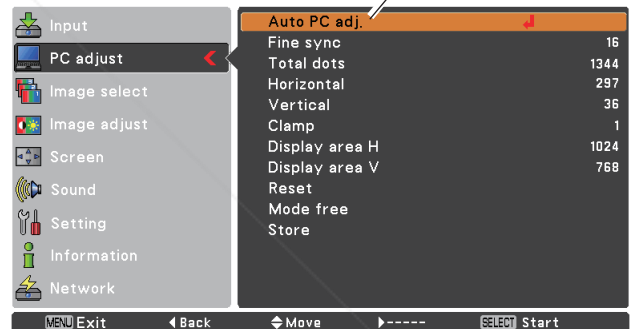 Input
PC adjust
Image select
Image adjust
Screen
Sound
Setting
Information
Network
Auto PC adj.
Fine sync 16
Total dots 1344
Horizontal 297
Vertical 36
Clamp 1
Display area H 1024
Display area V 768
Reset
Mode free
Store
MENU Exit ◀Back ◆Move ▶----- SELECT Start